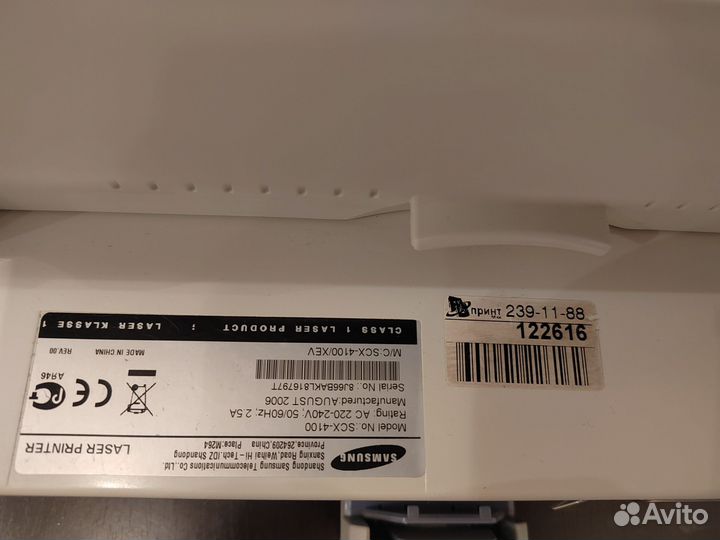 SAMSUNG
Shandong Samsung Telecommunications Co.,Ltd.
Sanxing Road,Weihai Hi - Tech.IDZ Shandong
Province,264209,China Place:M264
LASER PRINTER
Model No.:SCX-4100
Rating: AC 220-240V; 50/60Hz; 2.5A
Manufactured:AUGUST 2006
Serial No.: 8J66BAKLA81679T
M/C:SCX-4100/XEV
АЯ46
MADE IN CHINA
REV.00
CLASS 1 LASER PRODUCT ; LASER KLASSE 1
принт 239-11-88
122616
Avito